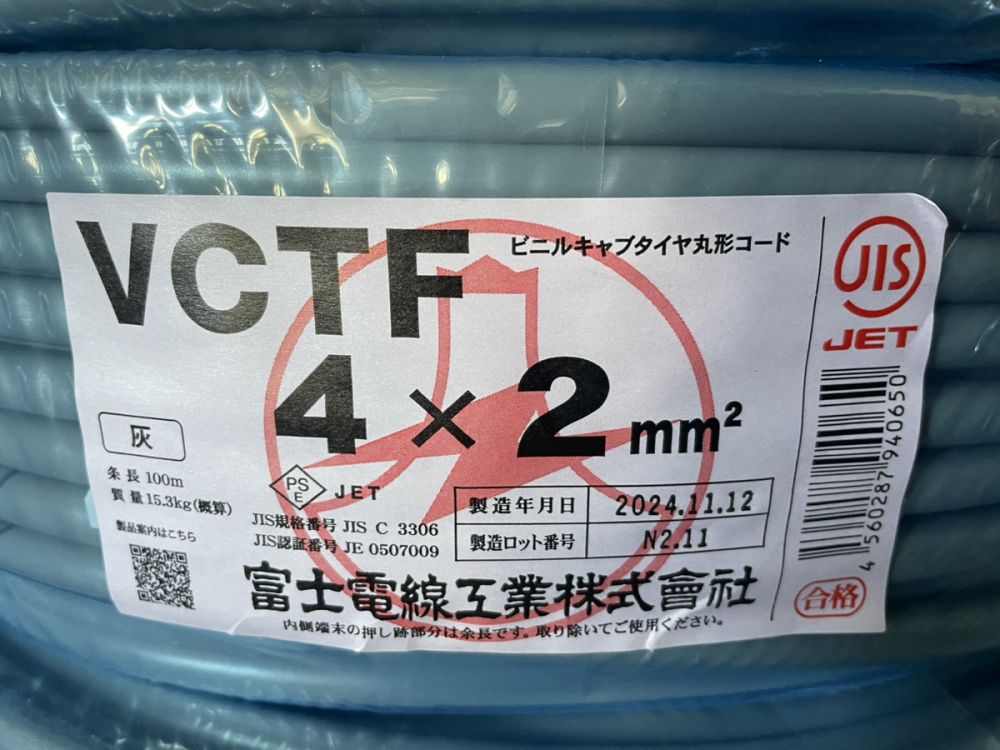 VCTF
ビニルキャブタイヤ丸形コード
4×2mm²
灰
条長 100m
質量15.3kg(概算)
製品案内はこちら
PS
E
JET
JIS規格番号 JIS C 3306
JIS認証番号 JE 0507009
製造年月日 2024.11.12
製造ロット番号 N2.11
富士電線工業株式會社
内側端末の押し跡部分は余長です。取り除いてご使用ください。
JIS
JET
4560287940650
合格